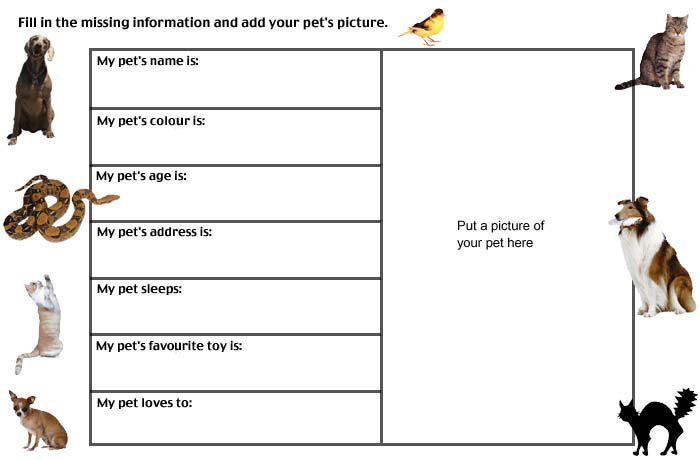 Fill in the missing information and add your pet's picture.
My pet's name is:
My pet's colour is:
My pet's age is:
My pet's address is:
My pet sleeps:
My pet's favourite toy is:
My pet loves to:
Put a picture of
your pet here